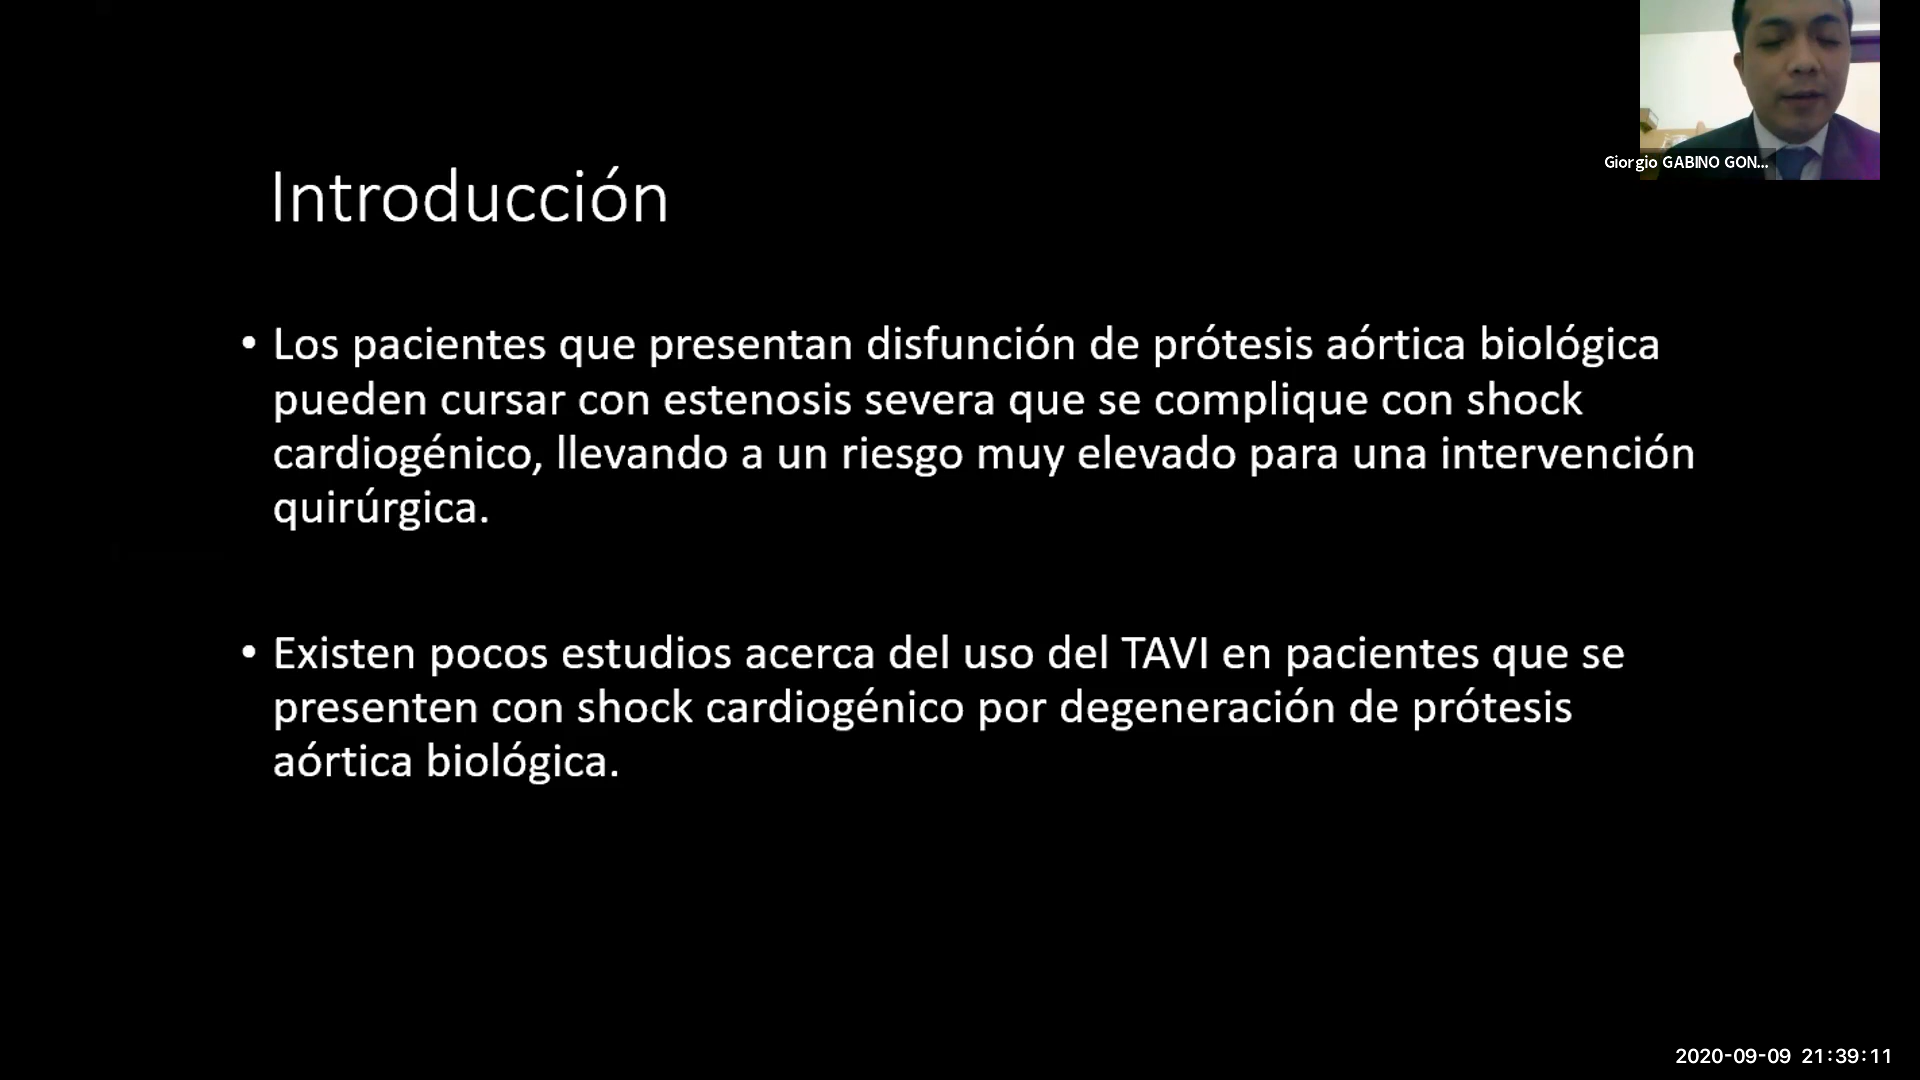 Giorgio GABINO GON...
Introducción
• Los pacientes que presentan disfunción de prótesis aórtica biológica
pueden cursar con estenosis severa que se complique con shock
cardiogénico, llevando a un riesgo muy elevado para una intervención
quirúrgica.
• Existen pocos estudios acerca del uso del TAVI en pacientes que se
presenten con shock cardiogénico por degeneración de prótesis
aórtica biológica.
2020-09-09 21:39:11